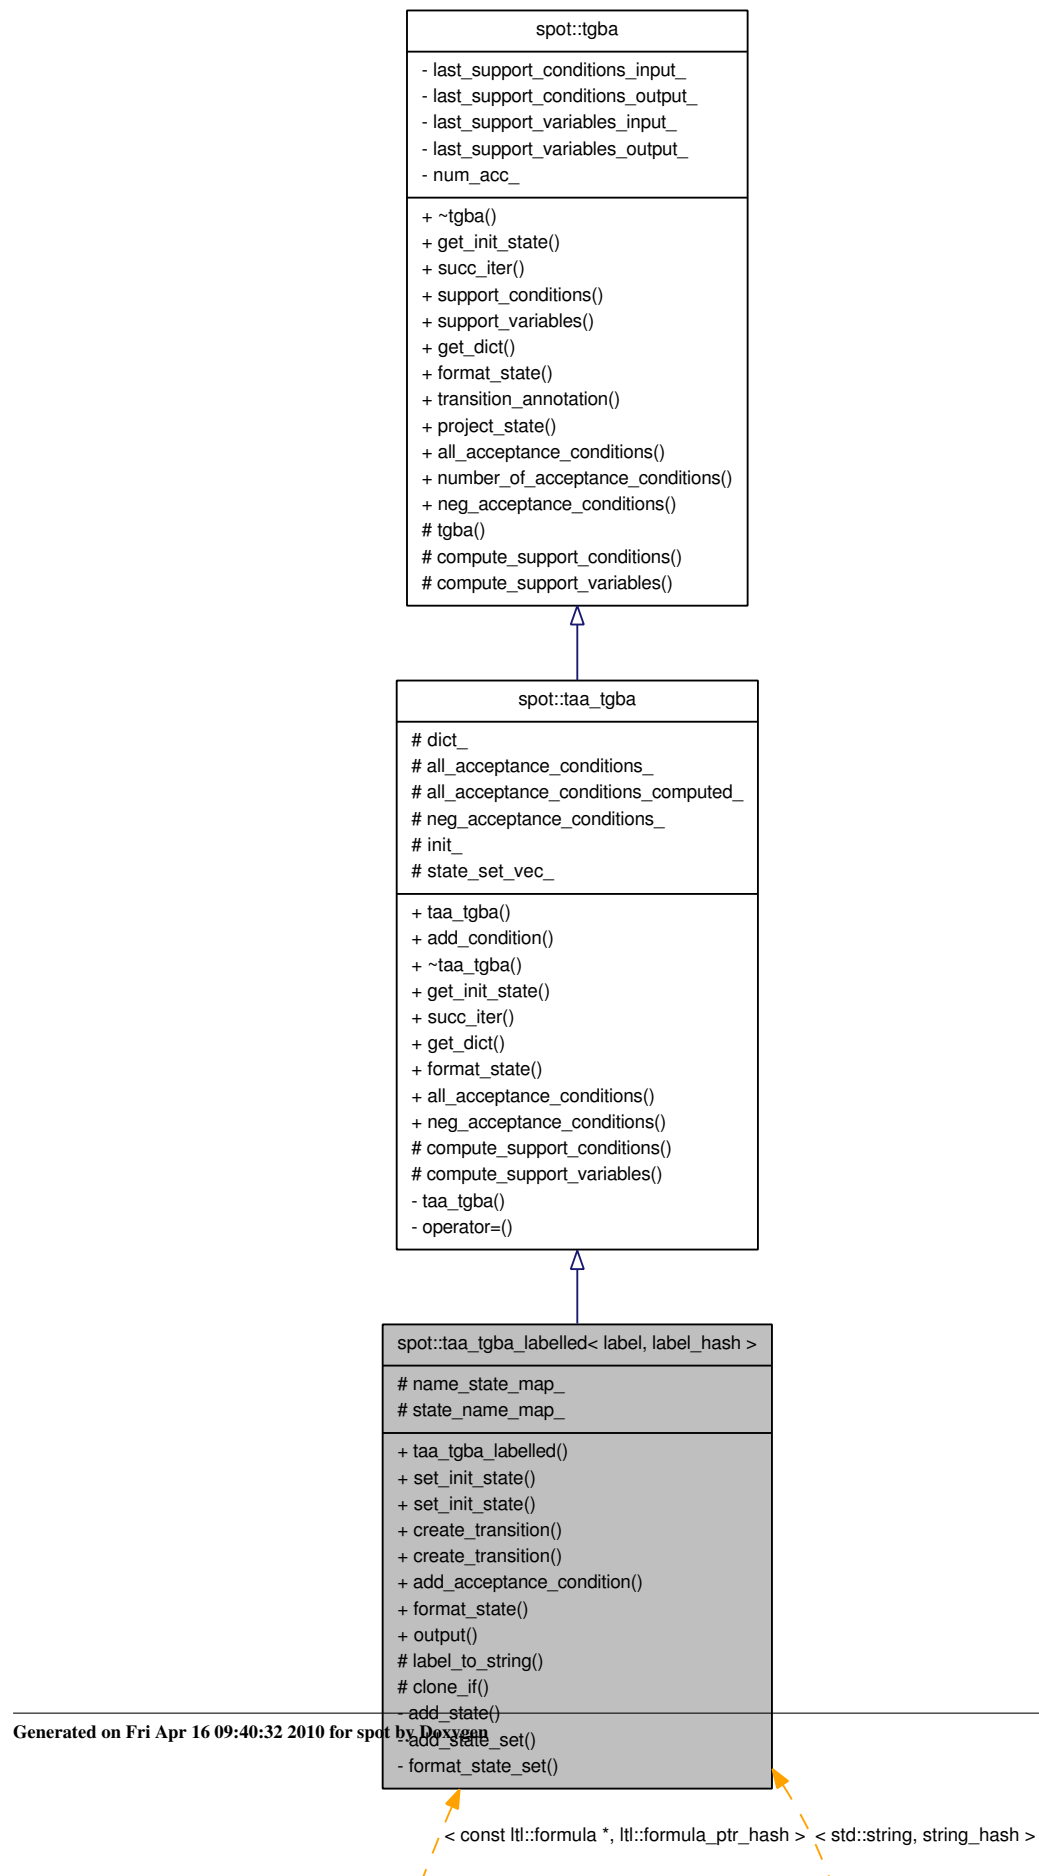 spot::tgba
- last_support_conditions_input_
- last_support_conditions_output_
- last_support_variables_input_
- last_support_variables_output_
- num_acc_
+ ~tgba()
+ get_init_state()
+ succ_iter()
+ support_conditions()
+ support_variables()
+ get_dict()
+ format_state()
+ transition_annotation()
+ project_state()
+ all_acceptance_conditions()
+ number_of_acceptance_conditions()
+ neg_acceptance_conditions()
# tgba()
# compute_support_conditions()
# compute_support_variables()
spot::taa_tgba
# dict_
# all_acceptance_conditions_
# all_acceptance_conditions_computed_
# neg_acceptance_conditions_
# init_
# state_set_vec_
+ taa_tgba()
+ add_condition()
+ ~taa_tgba()
+ get_init_state()
+ succ_iter()
+ get_dict()
+ format_state()
+ all_acceptance_conditions()
+ neg_acceptance_conditions()
# compute_support_conditions()
# compute_support_variables()
- taa_tgba()
- operator=()
spot::taa_tgba_labelled< label, label_hash >
# name_state_map_
# state_name_map_
+ taa_tgba_labelled()
+ set_init_state()
+ set_init_state()
+ create_transition()
+ create_transition()
+ add_acceptance_condition()
+ format_state()
+ output()
# label_to_string()
# clone_if()
- add_state()
Generated on Fri Apr 16 09:40:32 2010 for spot by Doxygen
- add_state_set()
- format_state_set()
< const ltl::formula *, ltl::formula_ptr_hash >
< std::string, string_hash >